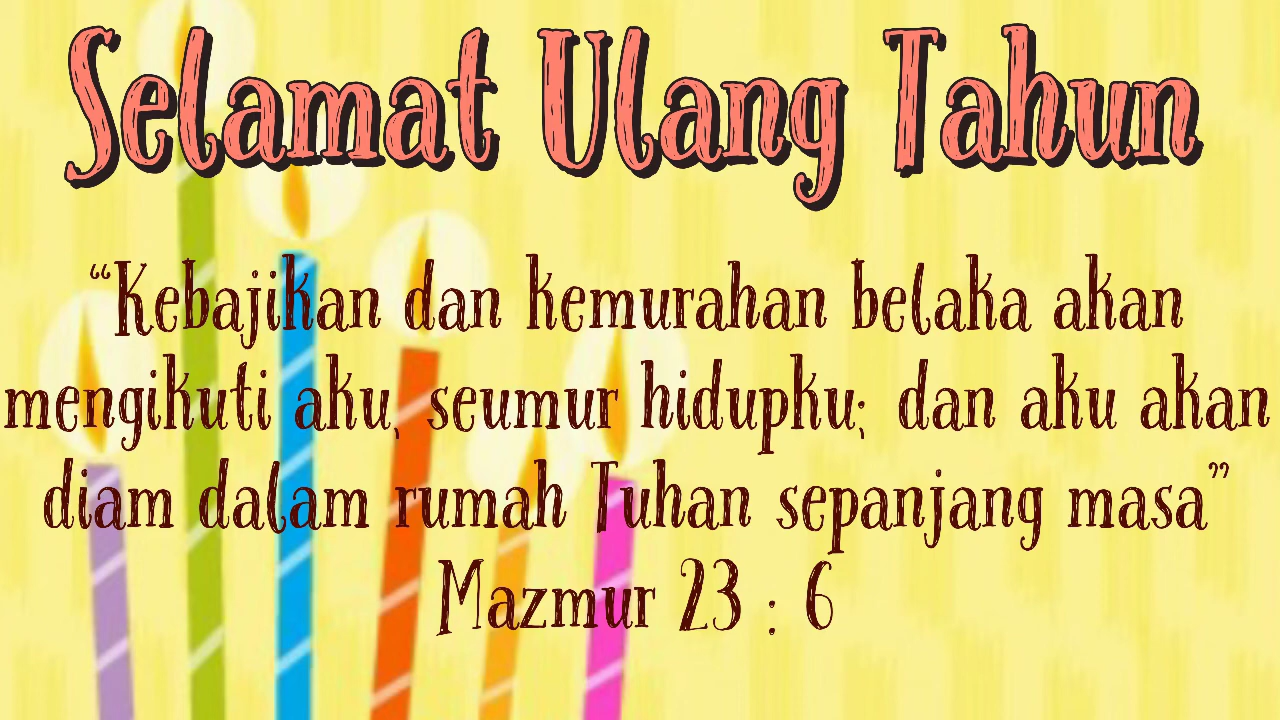 Selamat Ulang Tahun
“Kebajikan dan kemurahan belaka akan
mengikuti aku, seumur hidupku; dan aku akan
diam dalam rumah Tuhan sepanjang masa”
Mazmur 23 : 6